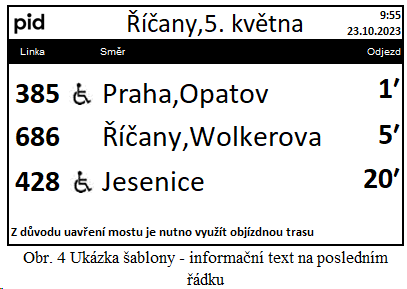 pid Říčany,5. května 9:55
23.10.2023
Linka Směr Odjezd
385 Praha,Opatov 1’
686 Říčany,Wolkerova 5’
428 Jesenice 20’
Z důvodu uavření mostu je nutno využít objízdnou trasu
Obr. 4 Ukázka šablony - informační text na posledním
řádku